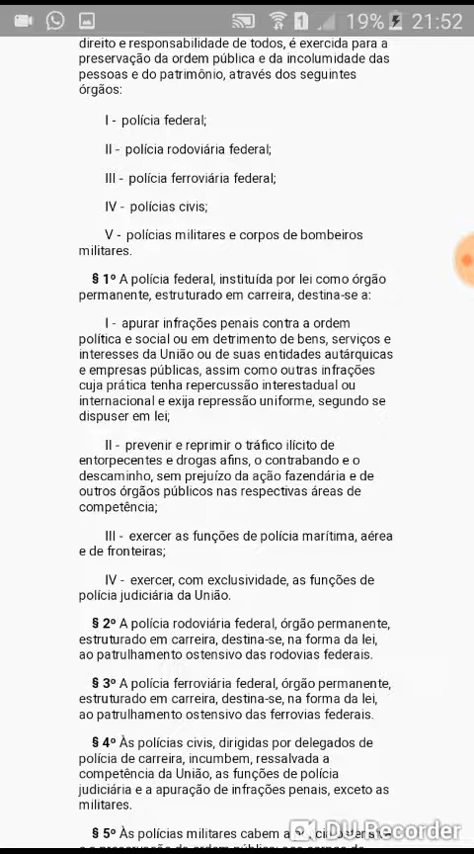 19% 21:52
direito e responsabilidade de todos, é exercida para a
preservação da ordem pública e da incolumidade das
pessoas e do patrimônio, através dos seguintes
órgãos:
I - polícia federal;
II - polícia rodoviária federal;
III - polícia ferroviária federal;
IV - polícias civis;
V - polícias militares e corpos de bombeiros
militares.
§ 1º A polícia federal, instituída por lei como órgão
permanente, estruturado em carreira, destina-se a:
I - apurar infrações penais contra a ordem
política e social ou em detrimento de bens, serviços e
interesses da União ou de suas entidades autárquicas
e empresas públicas, assim como outras infrações
cuja prática tenha repercussão interestadual ou
internacional e exija repressão uniforme, segundo se
dispuser em lei;
II - prevenir e reprimir o tráfico ilícito de
entorpecentes e drogas afins, o contrabando e o
descaminho, sem prejuízo da ação fazendária e de
outros órgãos públicos nas respectivas áreas de
competência;
III - exercer as funções de polícia marítima, aérea
e de fronteiras;
IV - exercer, com exclusividade, as funções de
polícia judiciária da União.
§ 2º A polícia rodoviária federal, órgão permanente,
estruturado em carreira, destina-se, na forma da lei,
ao patrulhamento ostensivo das rodovias federais.
§ 3º A polícia ferroviária federal, órgão permanente,
estruturado em carreira, destina-se, na forma da lei,
ao patrulhamento ostensivo das ferrovias federais.
§ 4º Às polícias civis, dirigidas por delegados de
polícia de carreira, incumbem, ressalvada a
competência da União, as funções de polícia
judiciária e a apuração de infrações penais, exceto as
militares.
§ 5º Às polícias militares cabem a
DU Recorder